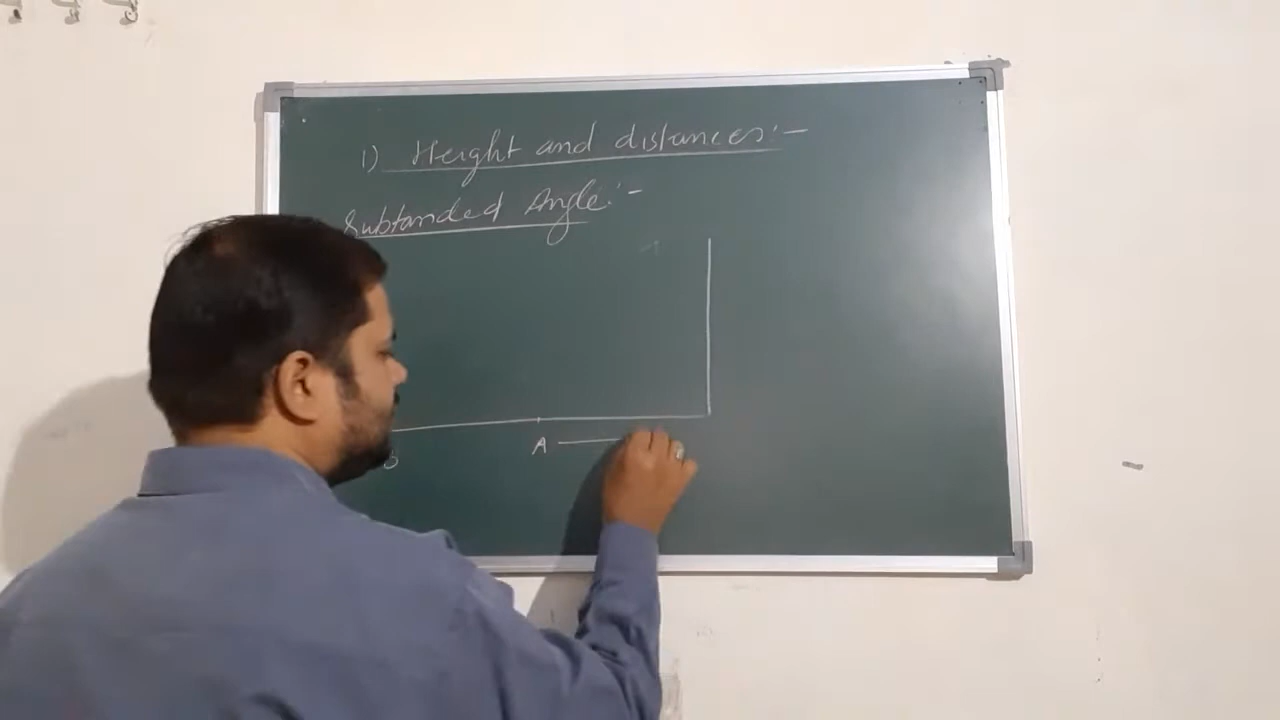 1) Height and distances:-
Subtanded Angle:-
A